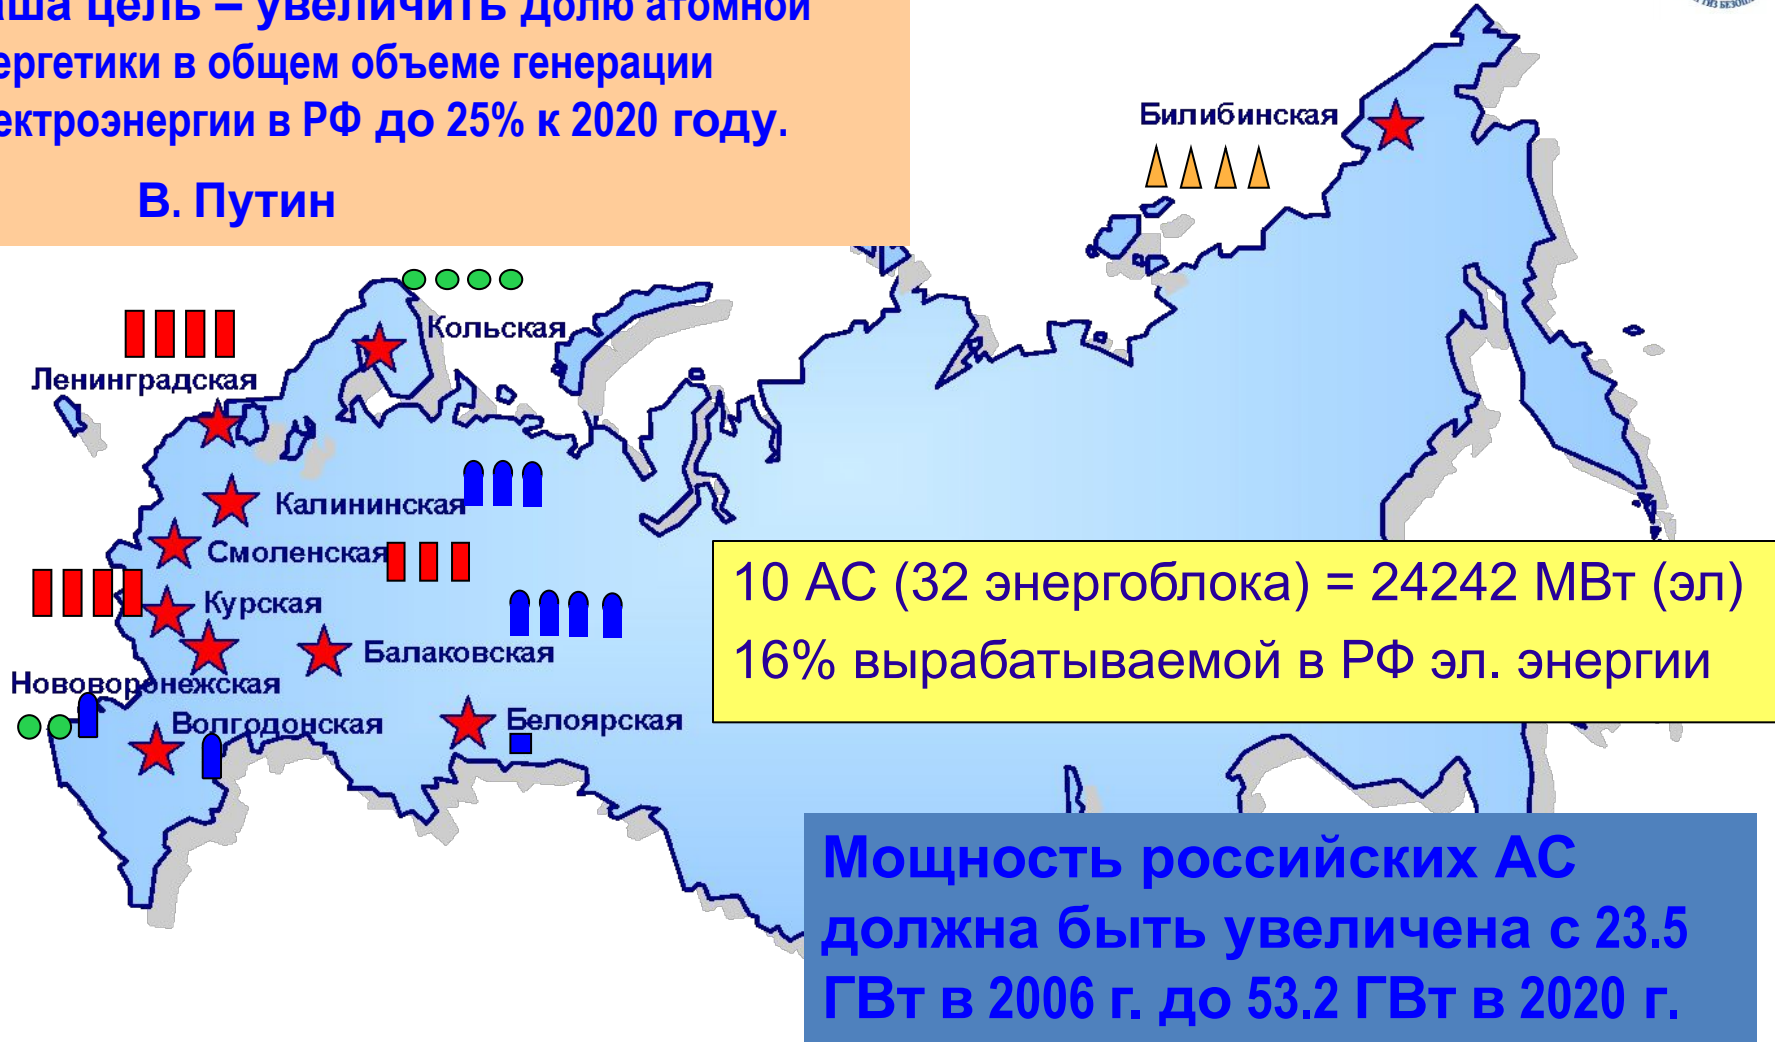 аша цель – увеличить долю атомной
ергетики в общем объеме генерации
ектроэнергии в РФ до 25% к 2020 году.
В. Путин
Билибинская
Кольская
Ленинградская
Калининская
Смоленская
Курская
Балаковская
Нововоронежская
Волгодонская
Белоярская
10 АС (32 энергоблока) = 24242 МВт (эл)
16% вырабатываемой в РФ эл. энергии
Мощность российских АС
должна быть увеличена с 23.5
ГВт в 2006 г. до 53.2 ГВт в 2020 г.